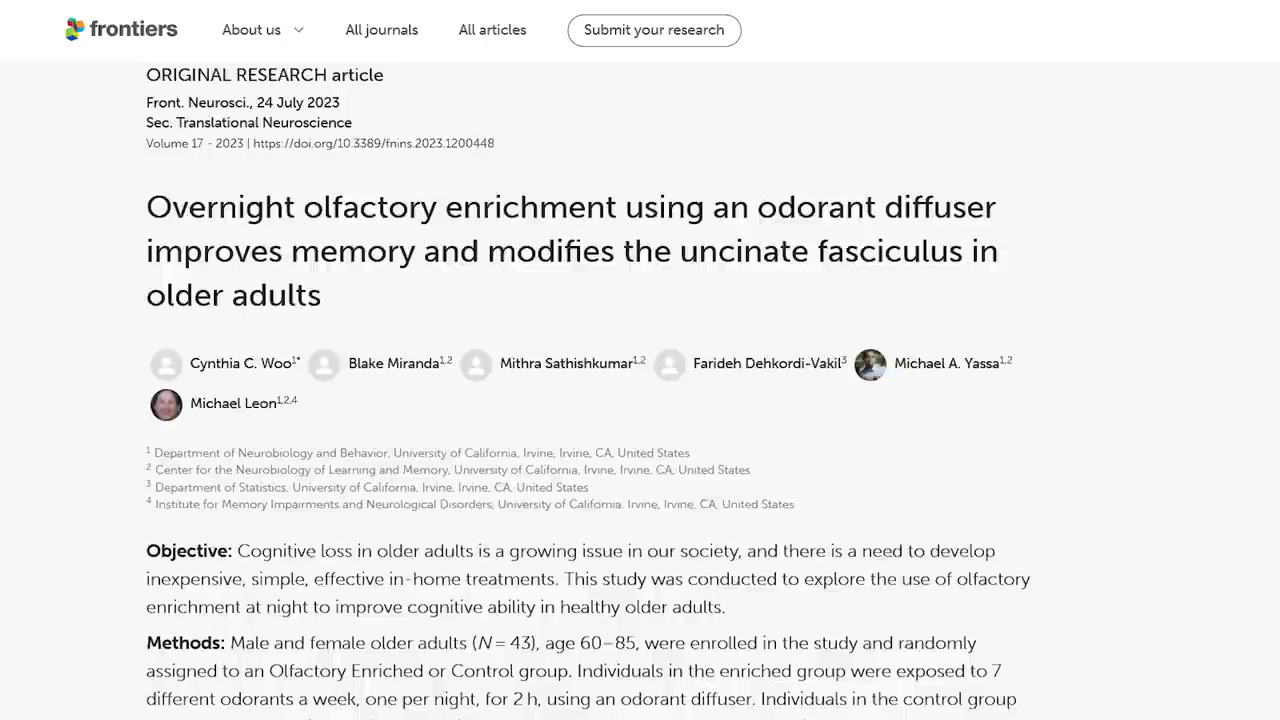 frontiers About us All journals All articles Submit your research
ORIGINAL RESEARCH article
Front. Neurosci., 24 July 2023
Sec. Translational Neuroscience
Volume 17 - 2023 | https://doi.org/10.3389/fnins.2023.1200448
Overnight olfactory enrichment using an odorant diffuser
improves memory and modifies the uncinate fasciculus in
older adults
Cynthia C. Woo1* Blake Miranda1,2 Mithra Sathishkumar1,2 Farideh Dehkordi-Vakil3 Michael A. Yassa1,2
Michael Leon1,2,4
1 Department of Neurobiology and Behavior, University of California, Irvine, Irvine, CA, United States
2 Center for the Neurobiology of Learning and Memory, University of California, Irvine, Irvine, CA, United States
3 Department of Statistics, University of California, Irvine, Irvine, CA, United States
4 Institute for Memory Impairments and Neurological Disorders, University of California, Irvine, Irvine, CA, United States
Objective: Cognitive loss in older adults is a growing issue in our society, and there is a need to develop
inexpensive, simple, effective in-home treatments. This study was conducted to explore the use of olfactory
enrichment at night to improve cognitive ability in healthy older adults.
Methods: Male and female older adults (N = 43), age 60–85, were enrolled in the study and randomly
assigned to an Olfactory Enriched or Control group. Individuals in the enriched group were exposed to 7
different odorants a week, one per night, for 2 h, using an odorant diffuser. Individuals in the control group